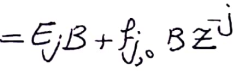 = E_j B + f_{j,0} B Z^{-j}